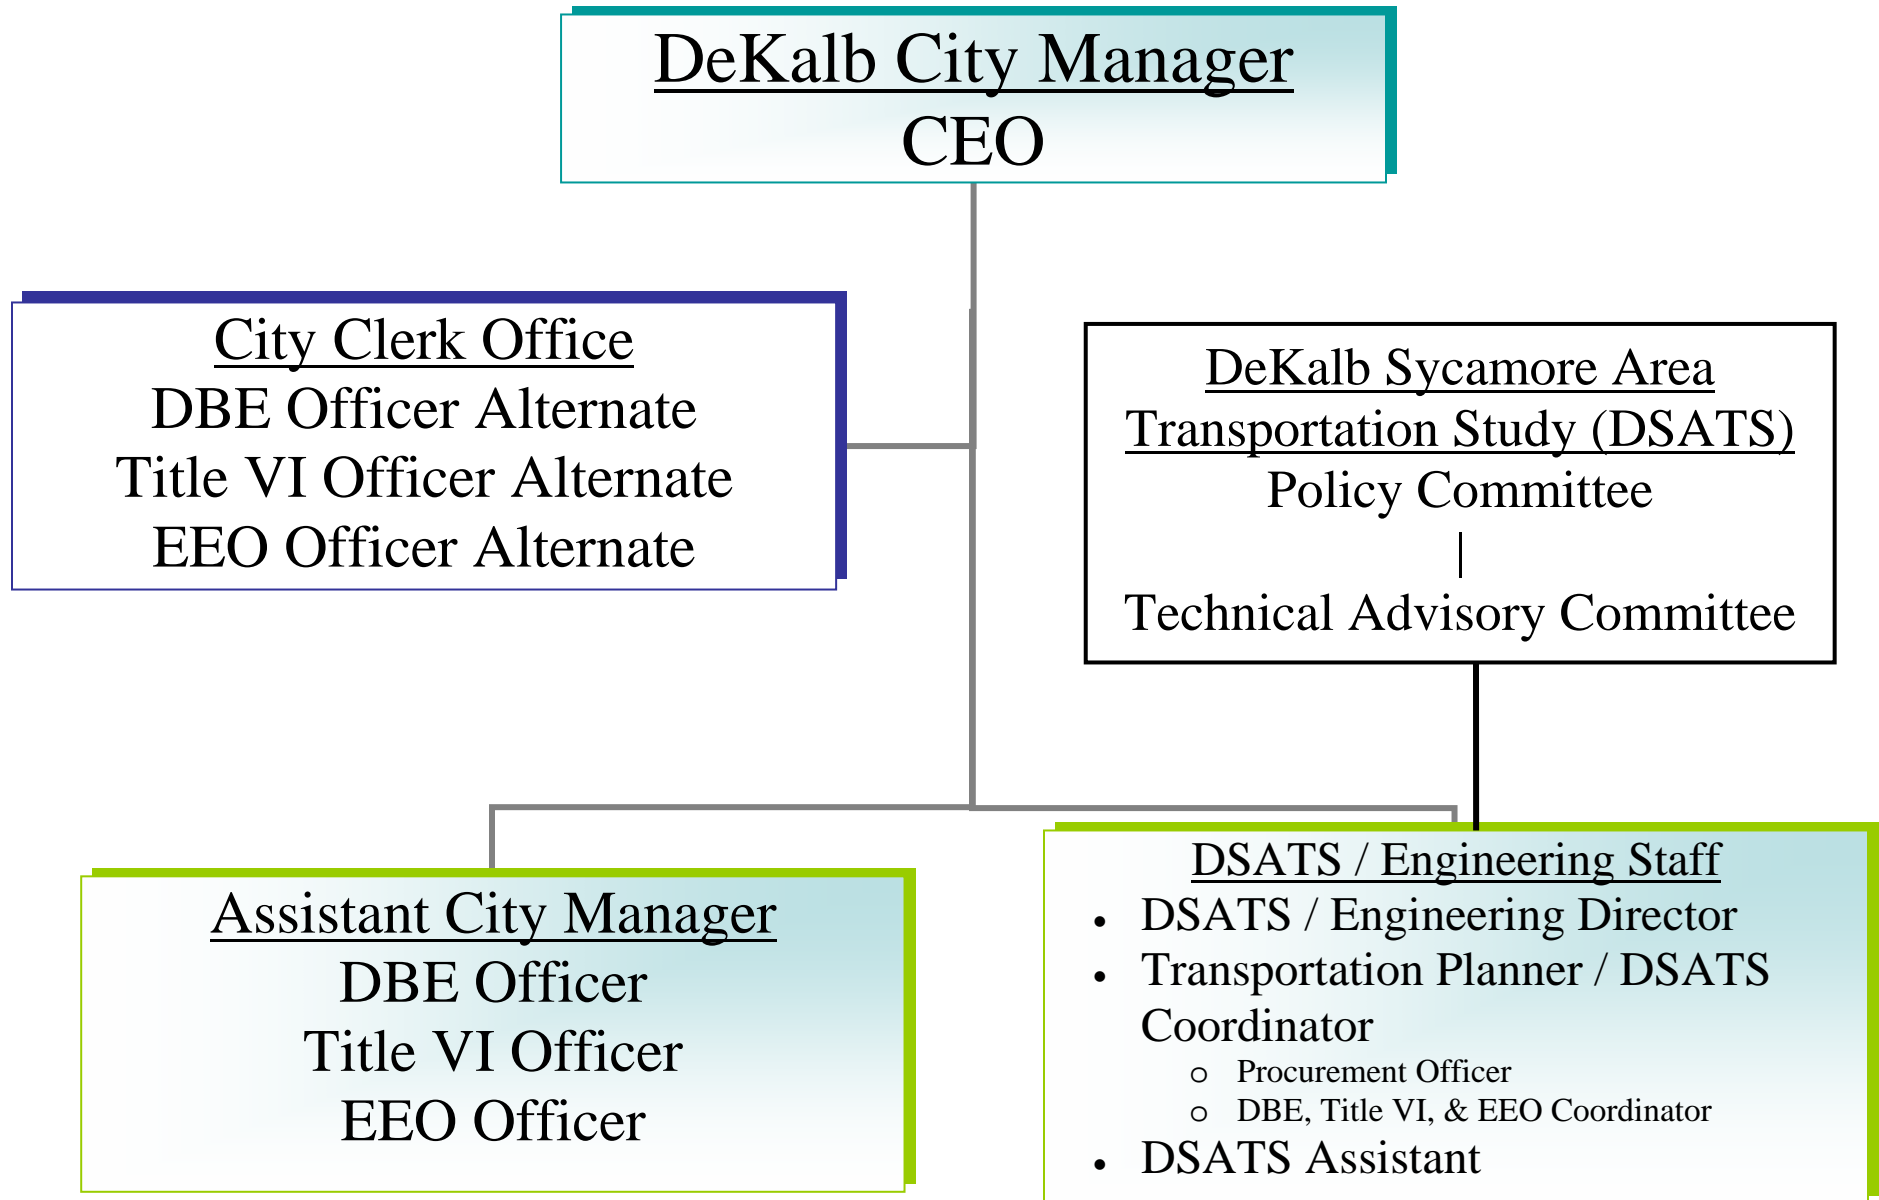 DeKalb City Manager
CEO
City Clerk Office
DBE Officer Alternate
Title VI Officer Alternate
EEO Officer Alternate
DeKalb Sycamore Area
Transportation Study (DSATS)
Policy Committee
Technical Advisory Committee
Assistant City Manager
DBE Officer
Title VI Officer
EEO Officer
DSATS / Engineering Staff
• DSATS / Engineering Director
• Transportation Planner / DSATS
Coordinator
o Procurement Officer
o DBE, Title VI, & EEO Coordinator
• DSATS Assistant